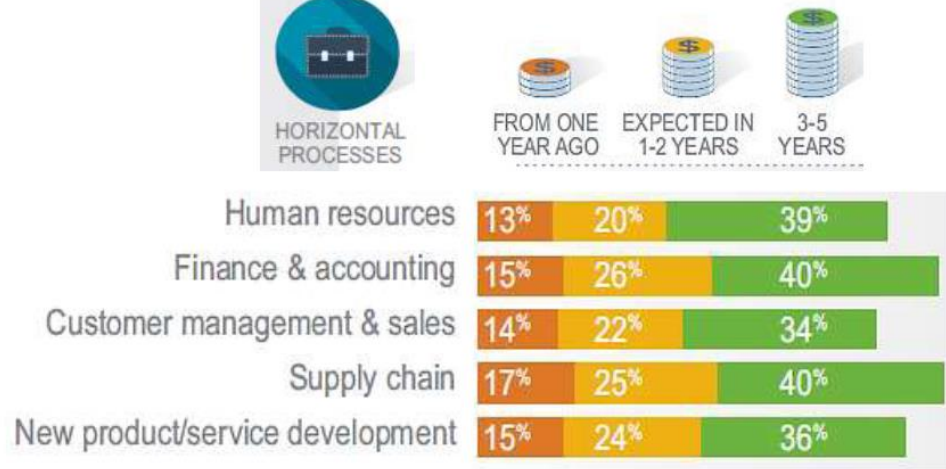 $ $ $
HORIZONTAL
PROCESSES
FROM ONE
YEAR AGO
EXPECTED IN
1-2 YEARS
3-5
YEARS
Human resources 13% 20% 39%
Finance & accounting 15% 26% 40%
Customer management & sales 14% 22% 34%
Supply chain 17% 25% 40%
New product/service development 15% 24% 36%